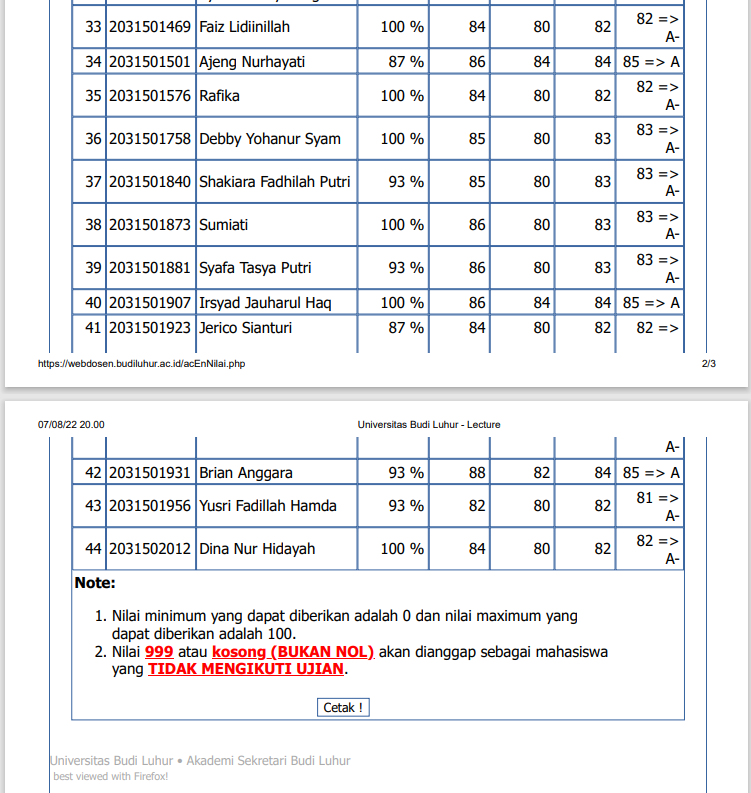 33 2031501469 Faiz Lidiinillah 100 % 84 80 82 82 =>
A-
34 2031501501 Ajeng Nurhayati 87 % 86 84 84 85 => A
35 2031501576 Rafika 100 % 84 80 82 82 =>
A-
36 2031501758 Debby Yohanur Syam 100 % 85 80 83 83 =>
A-
37 2031501840 Shakiara Fadhilah Putri 93 % 85 80 83 83 =>
A-
38 2031501873 Sumiati 100 % 86 80 83 83 =>
A-
39 2031501881 Syafa Tasya Putri 93 % 86 80 83 83 =>
A-
40 2031501907 Irsyad Jauharul Haq 100 % 86 84 84 85 => A
41 2031501923 Jerico Sianturi 87 % 84 80 82 82 =>
https://webdosen.budiluhur.ac.id/acEnNilai.php 2/3
07/08/22 20.00 Universitas Budi Luhur - Lecture
A-
42 2031501931 Brian Anggara 93 % 88 82 84 85 => A
43 2031501956 Yusri Fadillah Hamda 93 % 82 80 82 81 =>
A-
44 2031502012 Dina Nur Hidayah 100 % 84 80 82 82 =>
A-
Note:
1. Nilai minimum yang dapat diberikan adalah 0 dan nilai maximum yang
dapat diberikan adalah 100.
2. Nilai 999 atau kosong (BUKAN NOL) akan dianggap sebagai mahasiswa
yang TIDAK MENGIKUTI UJIAN.
Cetak !
Universitas Budi Luhur • Akademi Sekretari Budi Luhur
best viewed with Firefox!